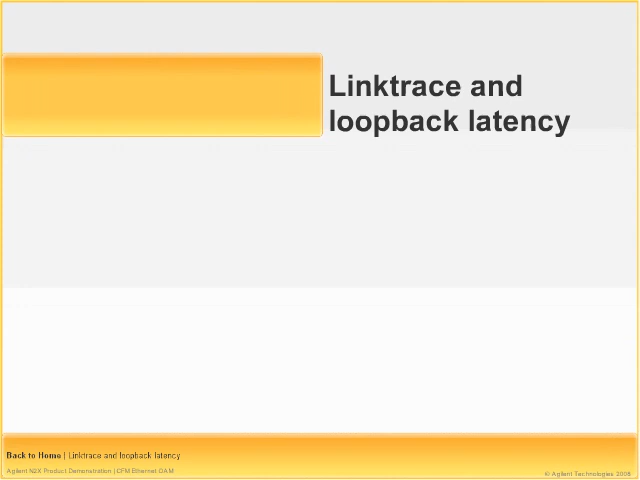 Linktrace and
loopback latency
Back to Home | Linktrace and loopback latency
Agilent N2X Product Demonstration | CFM Ethernet OAM
© Agilent Technologies 2008